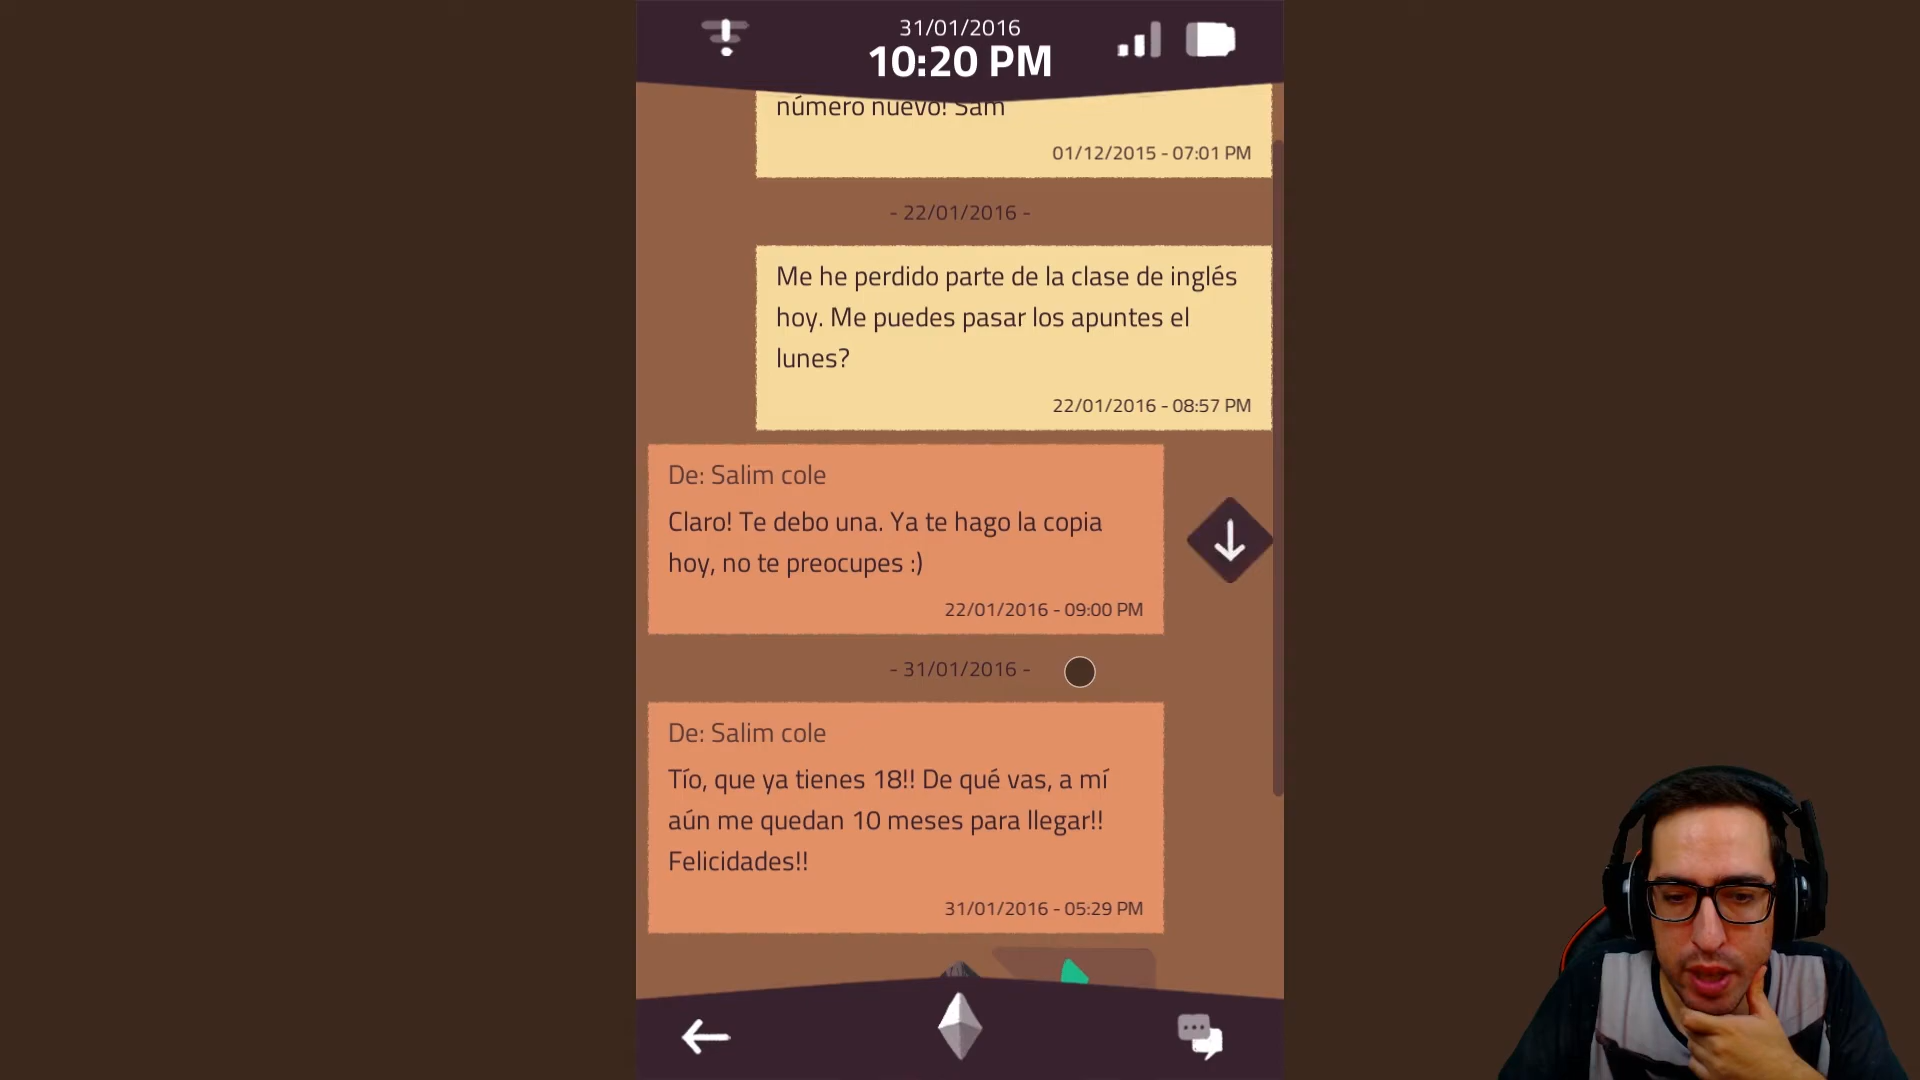 31/01/2016
10:20 PM
número nuevo! Sam
01/12/2015 - 07:01 PM
- 22/01/2016 -
Me he perdido parte de la clase de inglés
hoy. Me puedes pasar los apuntes el
lunes?
22/01/2016 - 08:57 PM
De: Salim cole
Claro! Te debo una. Ya te hago la copia
hoy, no te preocupes :)
22/01/2016 - 09:00 PM
- 31/01/2016 -
De: Salim cole
Tío, que ya tienes 18!! De qué vas, a mí
aún me quedan 10 meses para llegar!!
Felicidades!!
31/01/2016 - 05:29 PM